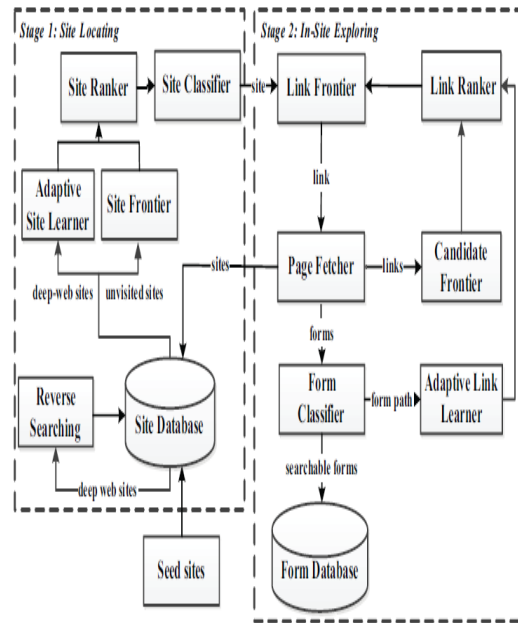 Stage 1: Site Locating
Site Ranker
Site Classifier
site
Adaptive
Site Learner
Site Frontier
deep-web sites
unvisited sites
Reverse
Searching
Site Database
deep web sites
Seed sites
Stage 2: In-Site Exploring
Link Frontier
Link Ranker
link
sites
Page Fetcher
links
Candidate
Frontier
forms
Form
Classifier
form path
Adaptive Link
Learner
searchable forms
Form Database